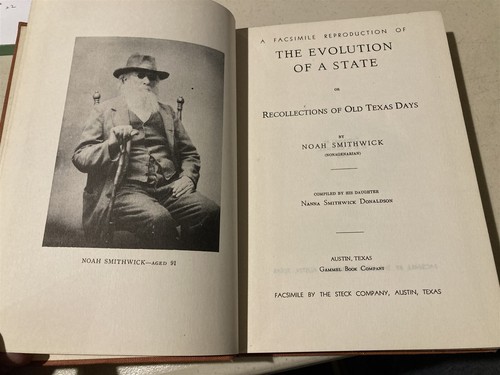 NOAH SMITHWICK—AGED 91
A FACSIMILE REPRODUCTION OF
THE EVOLUTION
OF A STATE
OR
RECOLLECTIONS OF OLD TEXAS DAYS
BY
NOAH SMITHWICK
(NONAGENARIAN)
COMPILED BY HIS DAUGHTER
NANNA SMITHWICK DONALDSON
AUSTIN, TEXAS
GAMMEL BOOK COMPANY
FACSIMILE BY THE STECK COMPANY, AUSTIN, TEXAS